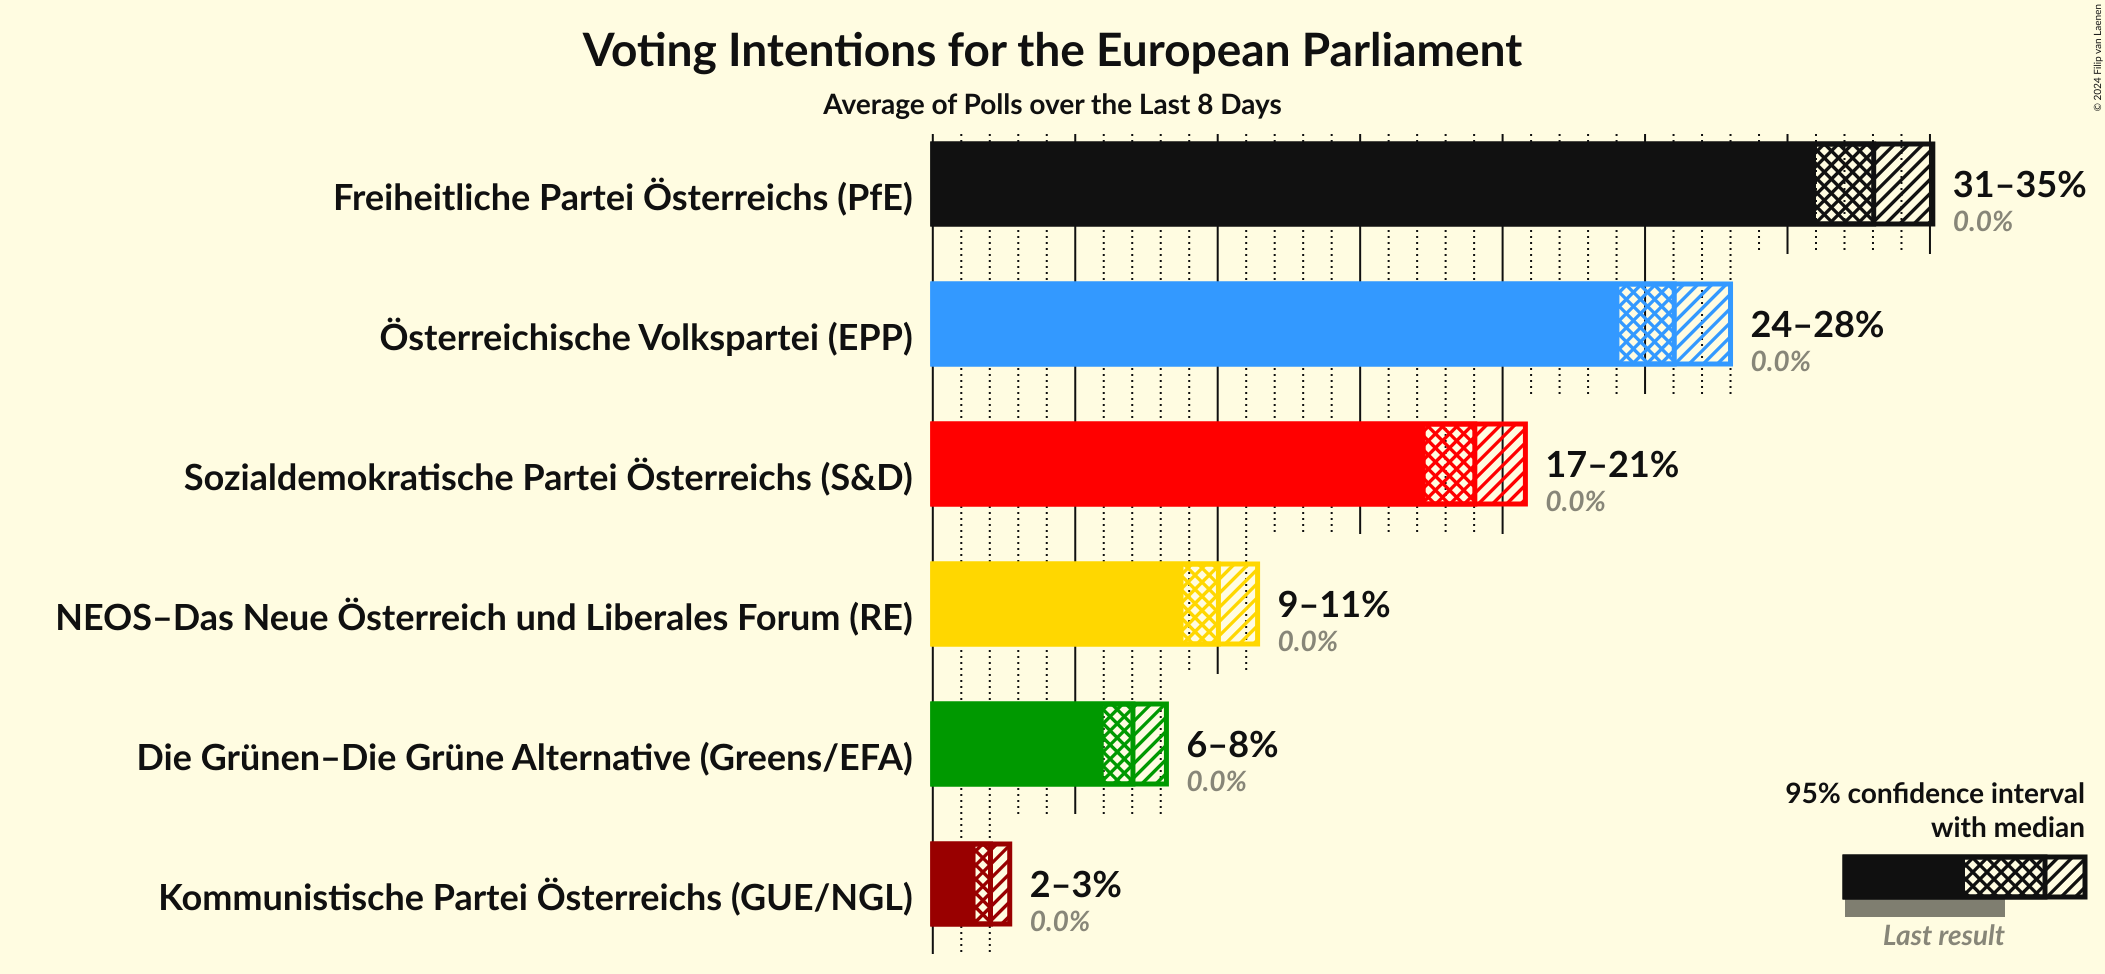 Voting Intentions for the European Parliament
Average of Polls over the Last 8 Days
© 2024 Filip van Laenen
Freiheitliche Partei Österreichs (PfE)
31–35%
0.0%
Österreichische Volkspartei (EPP)
24–28%
0.0%
Sozialdemokratische Partei Österreichs (S&D)
17–21%
0.0%
NEOS–Das Neue Österreich und Liberales Forum (RE)
9–11%
0.0%
Die Grünen–Die Grüne Alternative (Greens/EFA)
6–8%
0.0%
Kommunistische Partei Österreichs (GUE/NGL)
2–3%
0.0%
95% confidence interval
with median
Last result